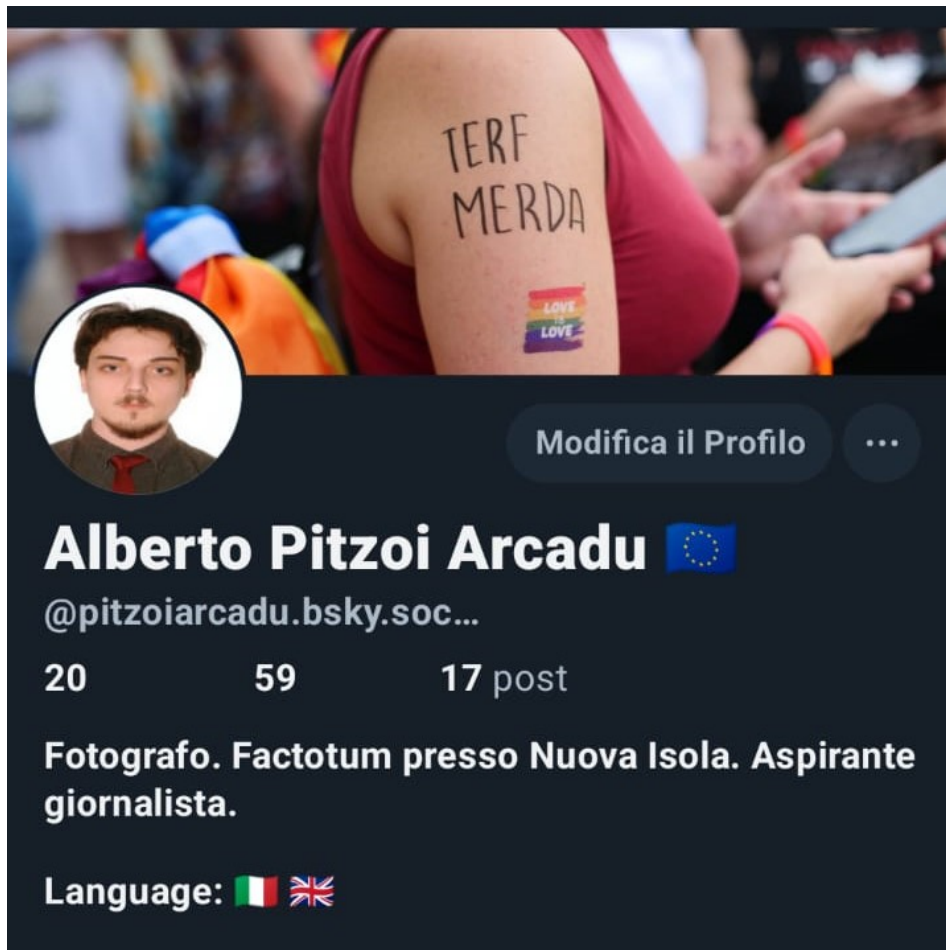 TERF
MERDA
LOVE
IS
LOVE
Modifica il Profilo
Alberto Pitzoi Arcadu 🇪🇺
@pitzoiarcadu.bsky.soc...
20 59 17 post
Fotografo. Factotum presso Nuova Isola. Aspirante
giornalista.
Language: 🇮🇹 🇬🇧